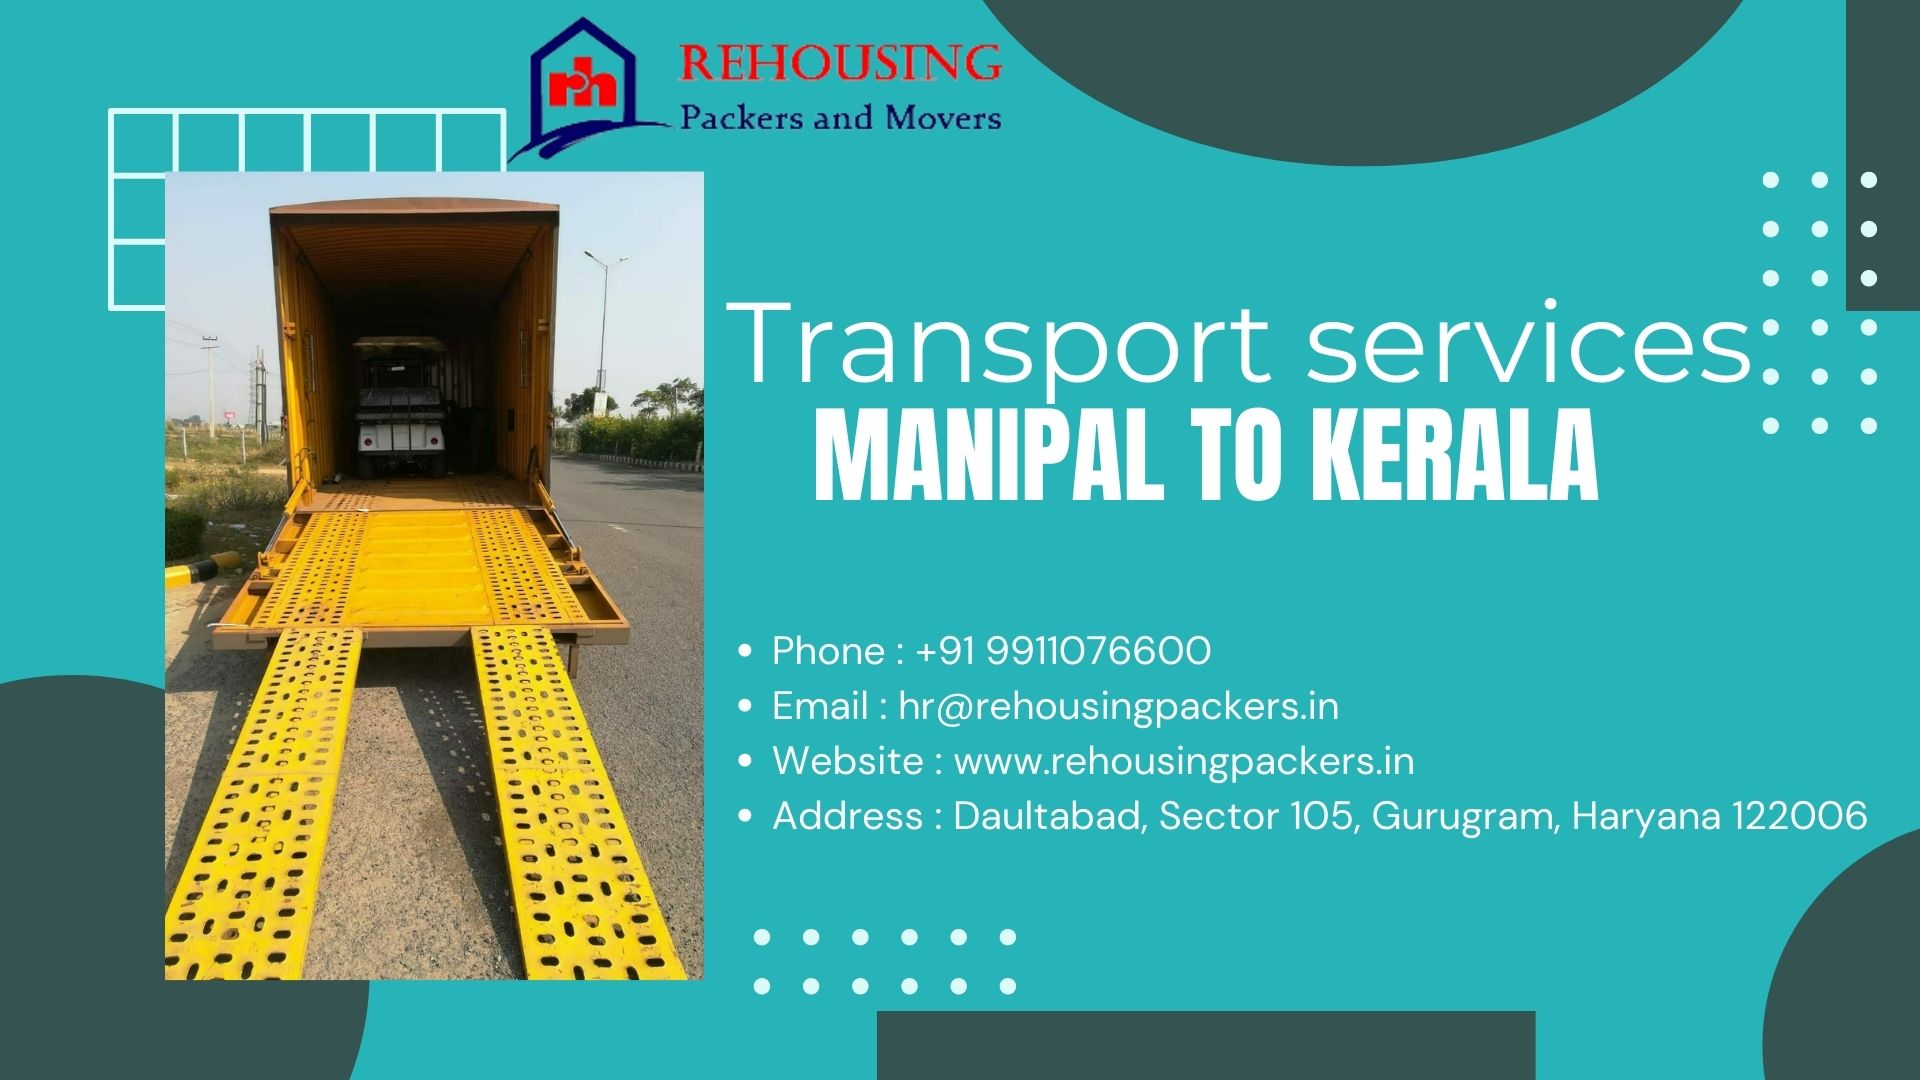 rh
REHOUSING
Packers and Movers
Transport services
MANIPAL TO KERALA
Phone : +91 9911076600
Email : hr@rehousingpackers.in
Website : www.rehousingpackers.in
Address : Daultabad, Sector 105, Gurugram, Haryana 122006